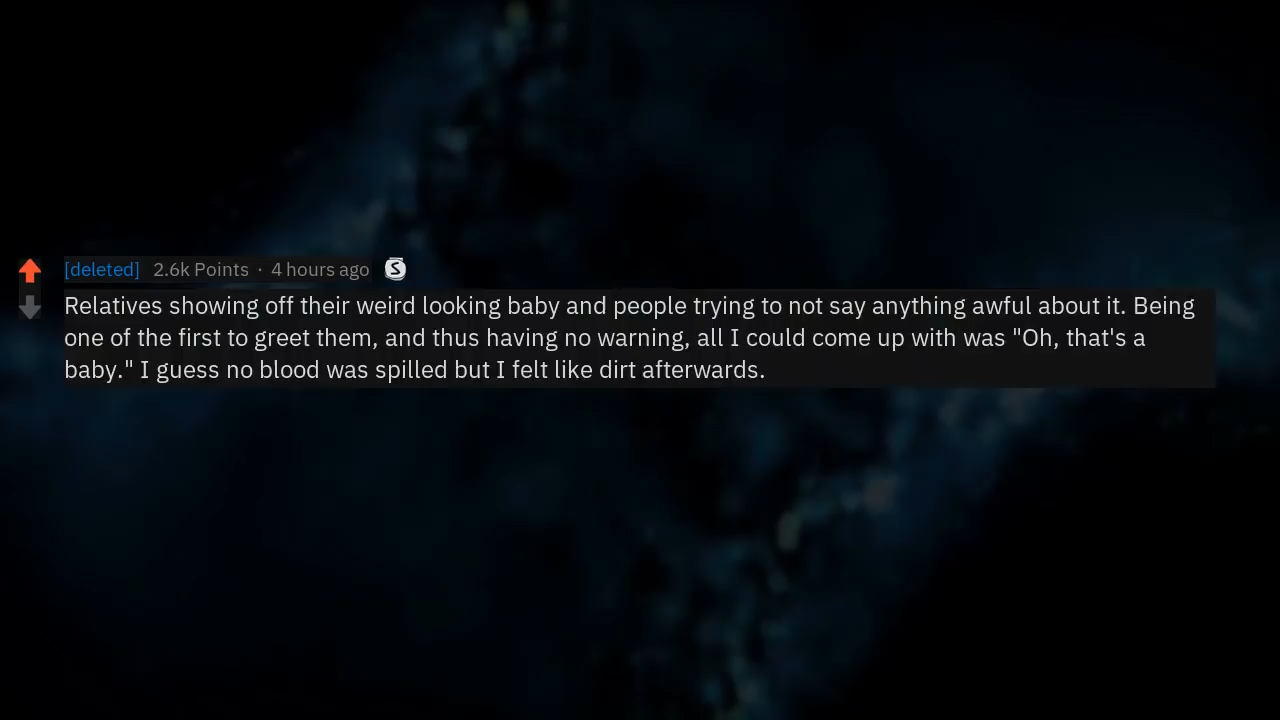 [deleted] 2.6k Points · 4 hours ago S
Relatives showing off their weird looking baby and people trying to not say anything awful about it. Being
one of the first to greet them, and thus having no warning, all I could come up with was "Oh, that's a
baby." I guess no blood was spilled but I felt like dirt afterwards.